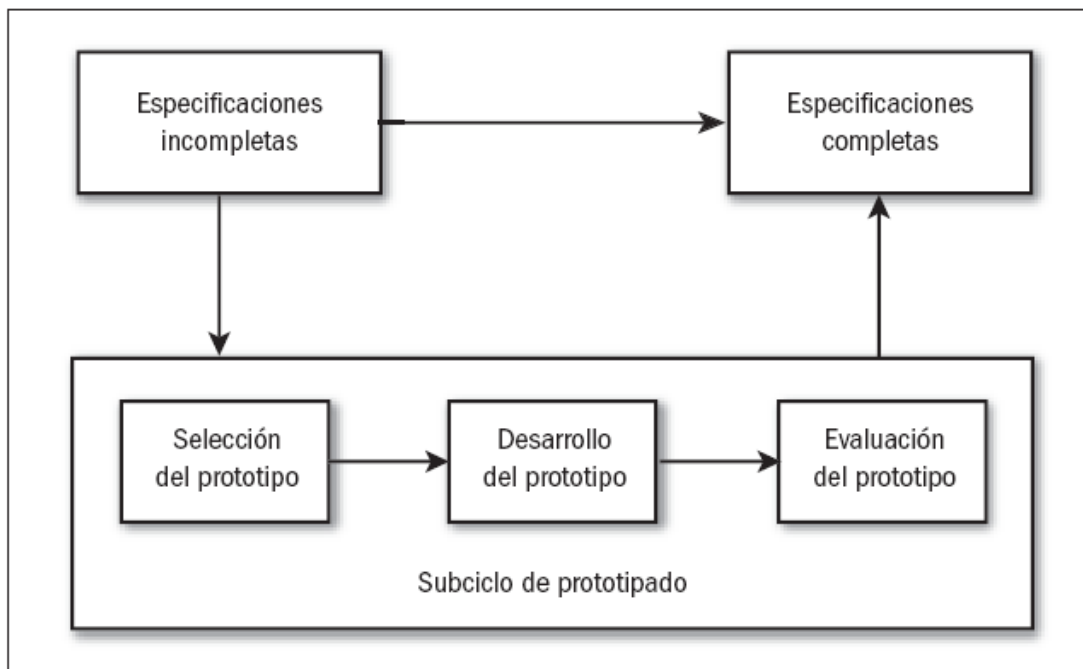 Especificaciones
incompletas
Especificaciones
completas
Selección
del prototipo
Desarrollo
del prototipo
Evaluación
del prototipo
Subciclo de prototipado